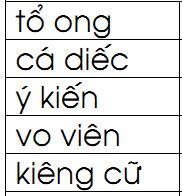 tổ ong
cá diếc
ý kiến
vo viên
kiêng cữ